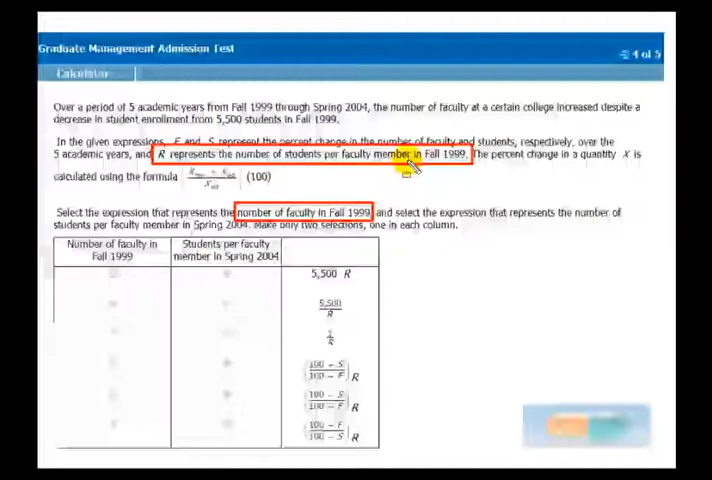 Graduate Management Admission Test
4 of 5
Calculator
Over a period of 5 academic years from Fall 1999 through Spring 2004, the number of faculty at a certain college increased despite a
decrease in student enrollment from 5,500 students in Fall 1999.
In the given expressions, F and S represent the percent change in the number of faculty and students, respectively, over the
5 academic years, and R represents the number of students per faculty member in Fall 1999. The percent change in a quantity X is
calculated using the formula (100)
Select the expression that represents the number of faculty in Fall 1999 and select the expression that represents the number of
students per faculty member in Spring 2004. Make only two selections, one in each column.
Number of faculty in Fall 1999
Students per faculty member in Spring 2004
5,500 R
5,500
R
R
100 - F
R
100 - S
R
100 - F
R